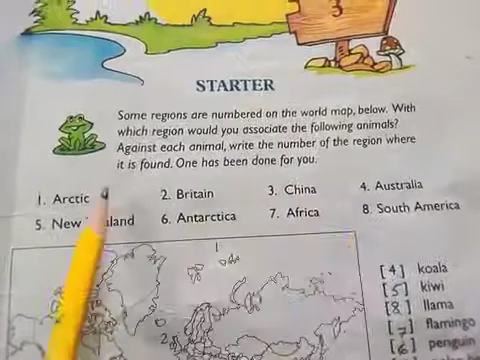 3
STARTER
Some regions are numbered on the world map, below. With
which region would you associate the following animals?
Against each animal, write the number of the region where
it is found. One has been done for you.
1. Arctic 2. Britain 3. China 4. Australia
5. New aland 6. Antarctica 7. Africa 8. South America
1
2
[4] koala
[5] kiwi
[8] llama
[7] flamingo
[6] penguin